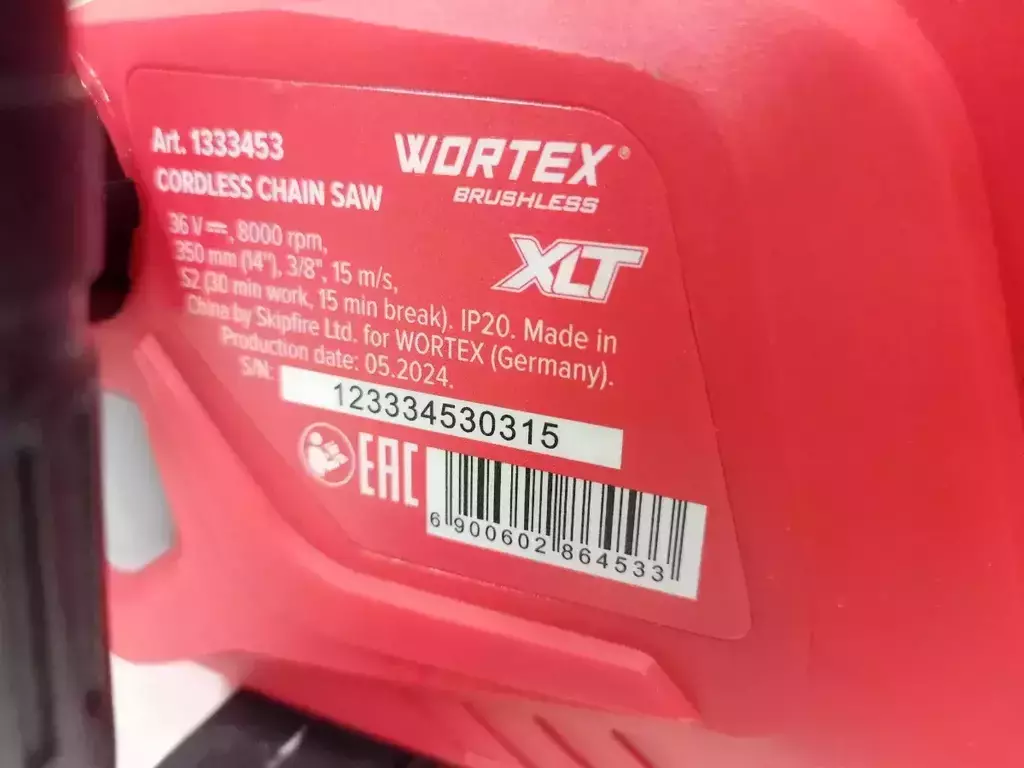 Art. 1333453
WORTEX®
CORDLESS CHAIN SAW
BRUSHLESS
36 V⎓, 8000 rpm,
XLT
350 mm (14"), 3/8", 15 m/s,
S2 (30 min work, 15 min break). IP20. Made in
China by Skipfire Ltd. for WORTEX (Germany).
Production date: 05.2024.
S/N: 123334530315
EAC
6 900602 864533